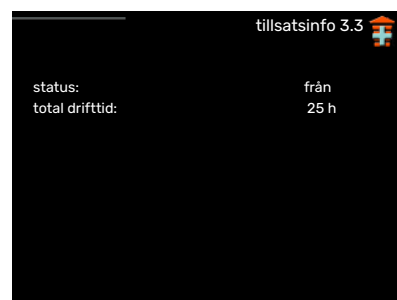 tillsatsinfo 3.3
status: från
total drifttid: 25 h